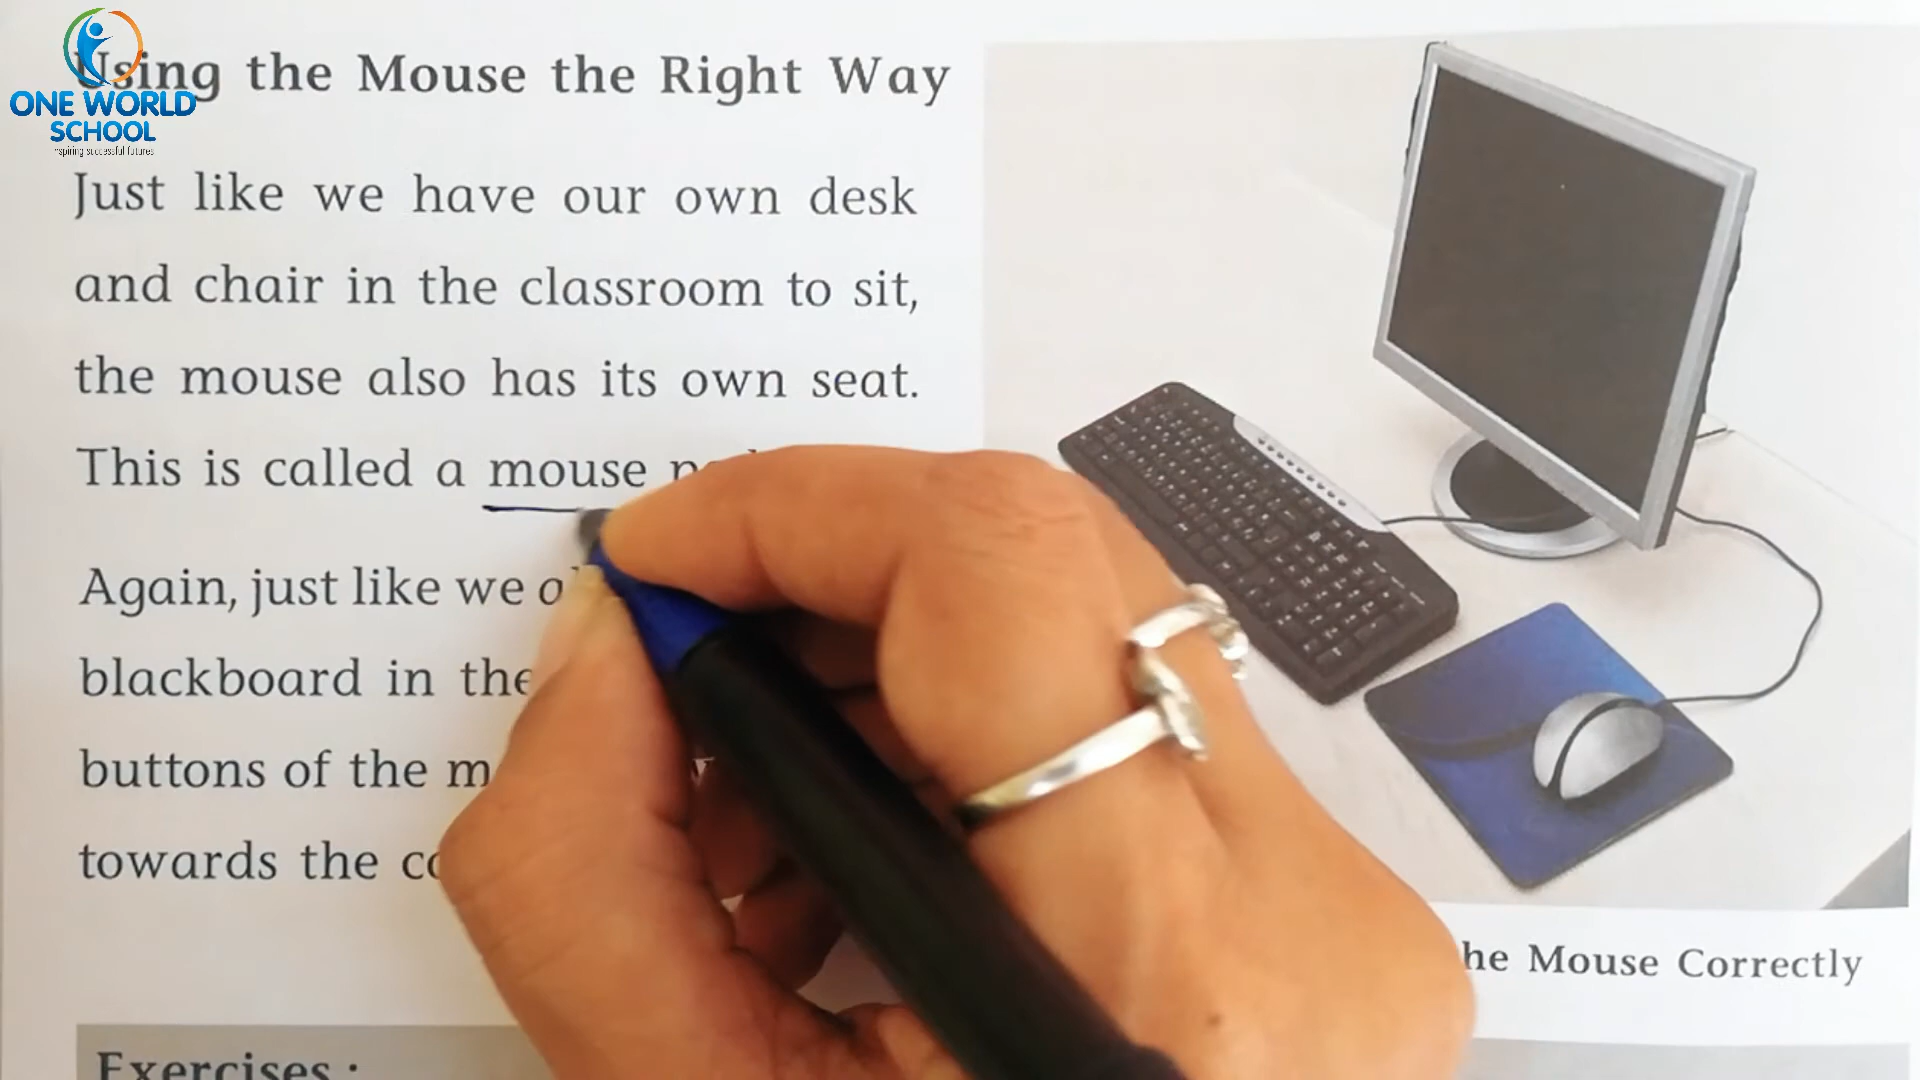 ONE WORLD
SCHOOL
Using the Mouse the Right Way
Just like we have our own desk
and chair in the classroom to sit,
the mouse also has its own seat.
This is called a mouse
Again, just like we
blackboard in the
buttons of the
towards the
Mouse Correctly
Exercises :